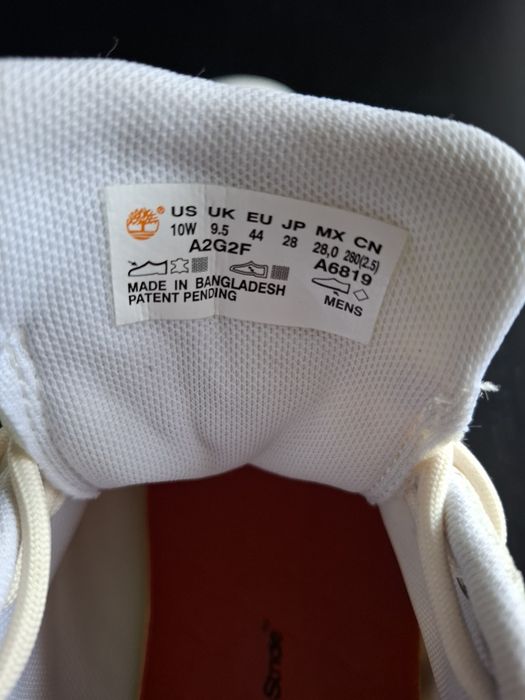 US UK EU JP MX CN
10W 9.5 44 28 28,0 280(2.5)
A2G2F A6819
MADE IN BANGLADESH
PATENT PENDING MENS